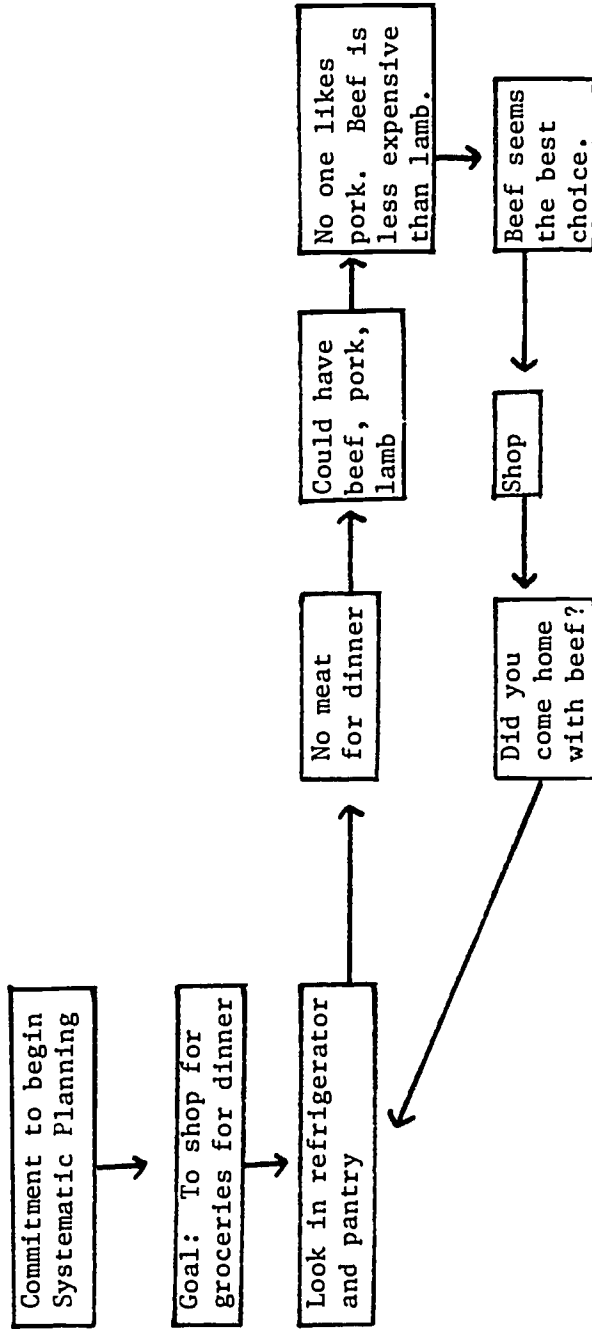 Commitment to begin
Systematic Planning
Goal: To shop for
groceries for dinner
Look in refrigerator
and pantry
No meat
for dinner
Could have
beef, pork,
lamb
No one likes
pork. Beef is
less expensive
than lamb.
Beef seems
the best
choice.
Shop
Did you
come home
with beef?